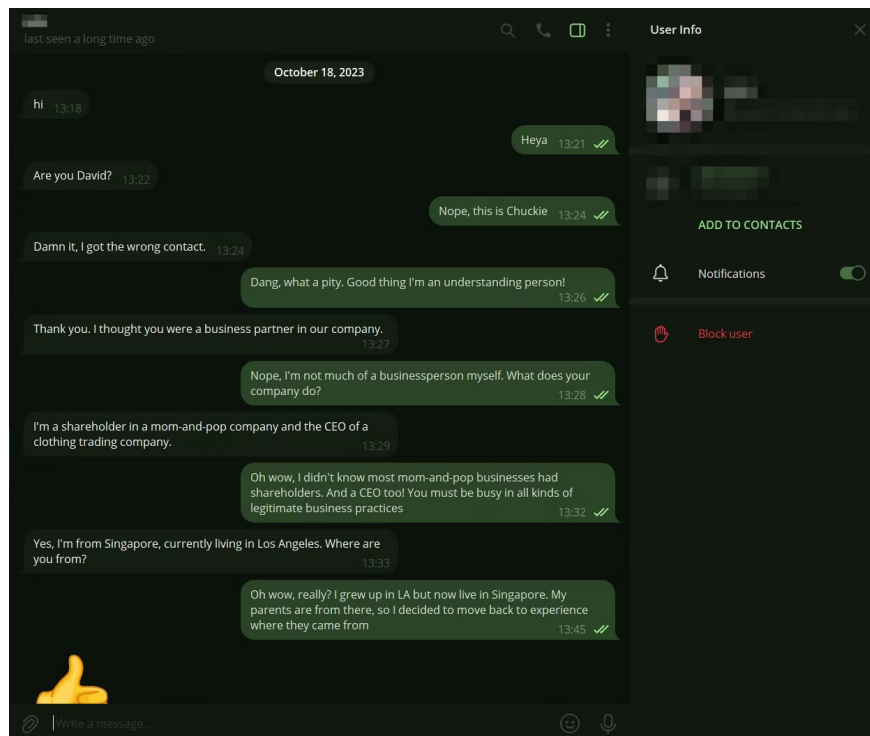 last seen a long time ago
User Info
October 18, 2023
hi 13:18
Heya 13:21
Are you David? 13:22
Nope, this is Chuckie 13:24
Damn it, I got the wrong contact. 13:24
Dang, what a pity. Good thing I'm an understanding person!
13:26
Thank you. I thought you were a business partner in our company.
13:27
Nope, I'm not much of a businessperson myself. What does your
company do? 13:28
I'm a shareholder in a mom-and-pop company and the CEO of a
clothing trading company. 13:29
Oh wow, I didn't know most mom-and-pop businesses had
shareholders. And a CEO too! You must be busy in all kinds of
legitimate business practices 13:32
Yes, I'm from Singapore, currently living in Los Angeles. Where are
you from? 13:33
Oh wow, really? I grew up in LA but now live in Singapore. My
parents are from there, so I decided to move back to experience
where they came from 13:45
Write a message...
ADD TO CONTACTS
Notifications
Block user